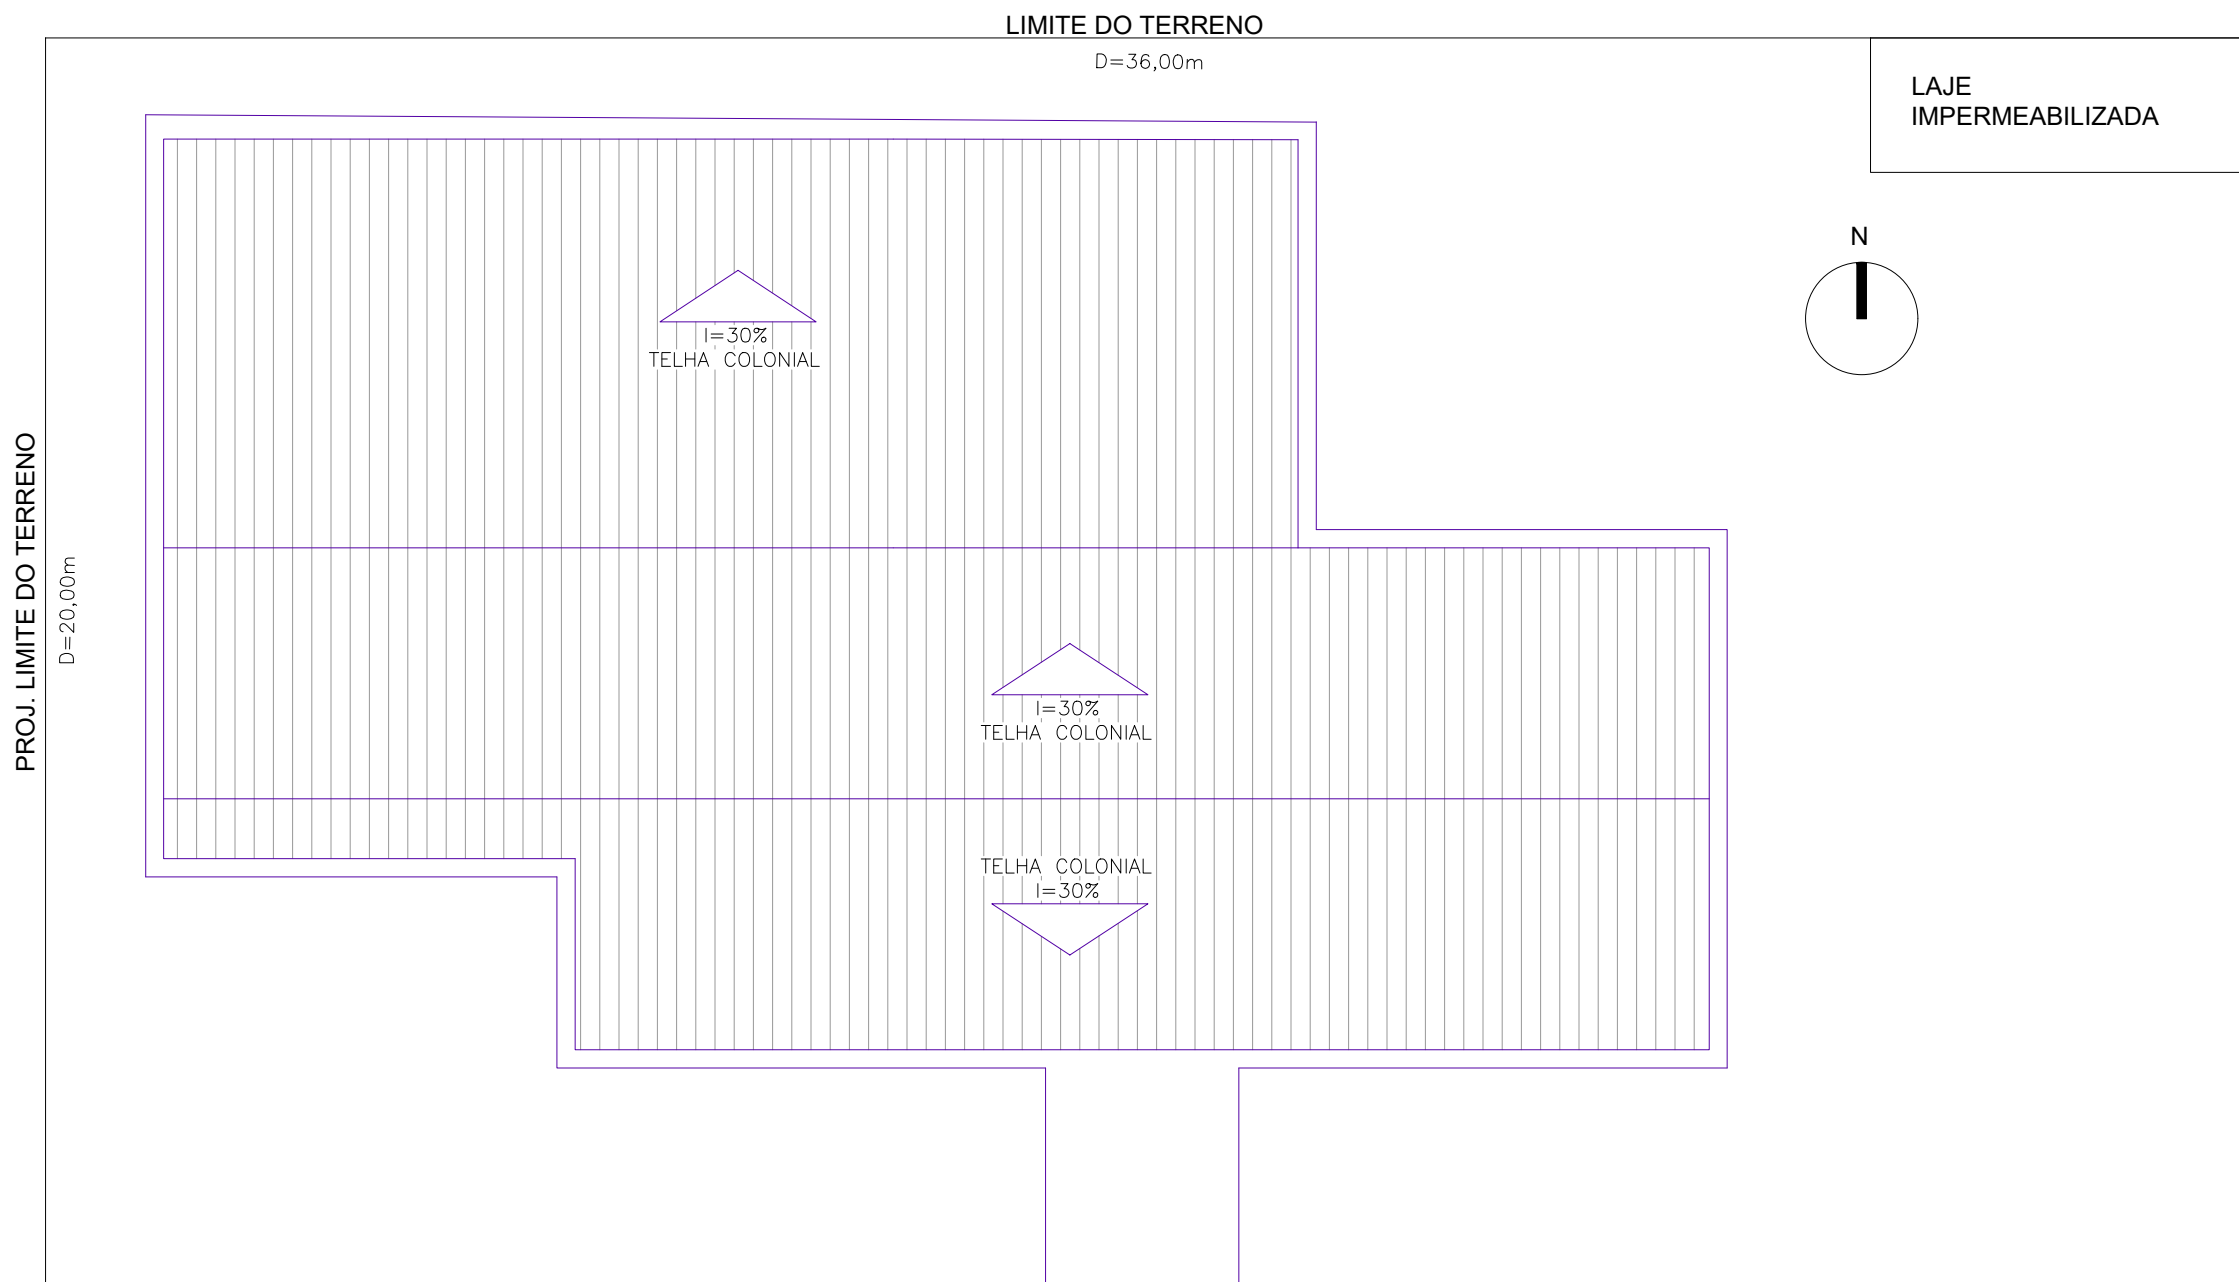 LIMITE DO TERRENO
D=36,00m
LAJE
IMPERMEABILIZADA
N
I=30%
TELHA COLONIAL
PROJ. LIMITE DO TERRENO
D=20,00m
I=30%
TELHA COLONIAL
TELHA COLONIAL
I=30%